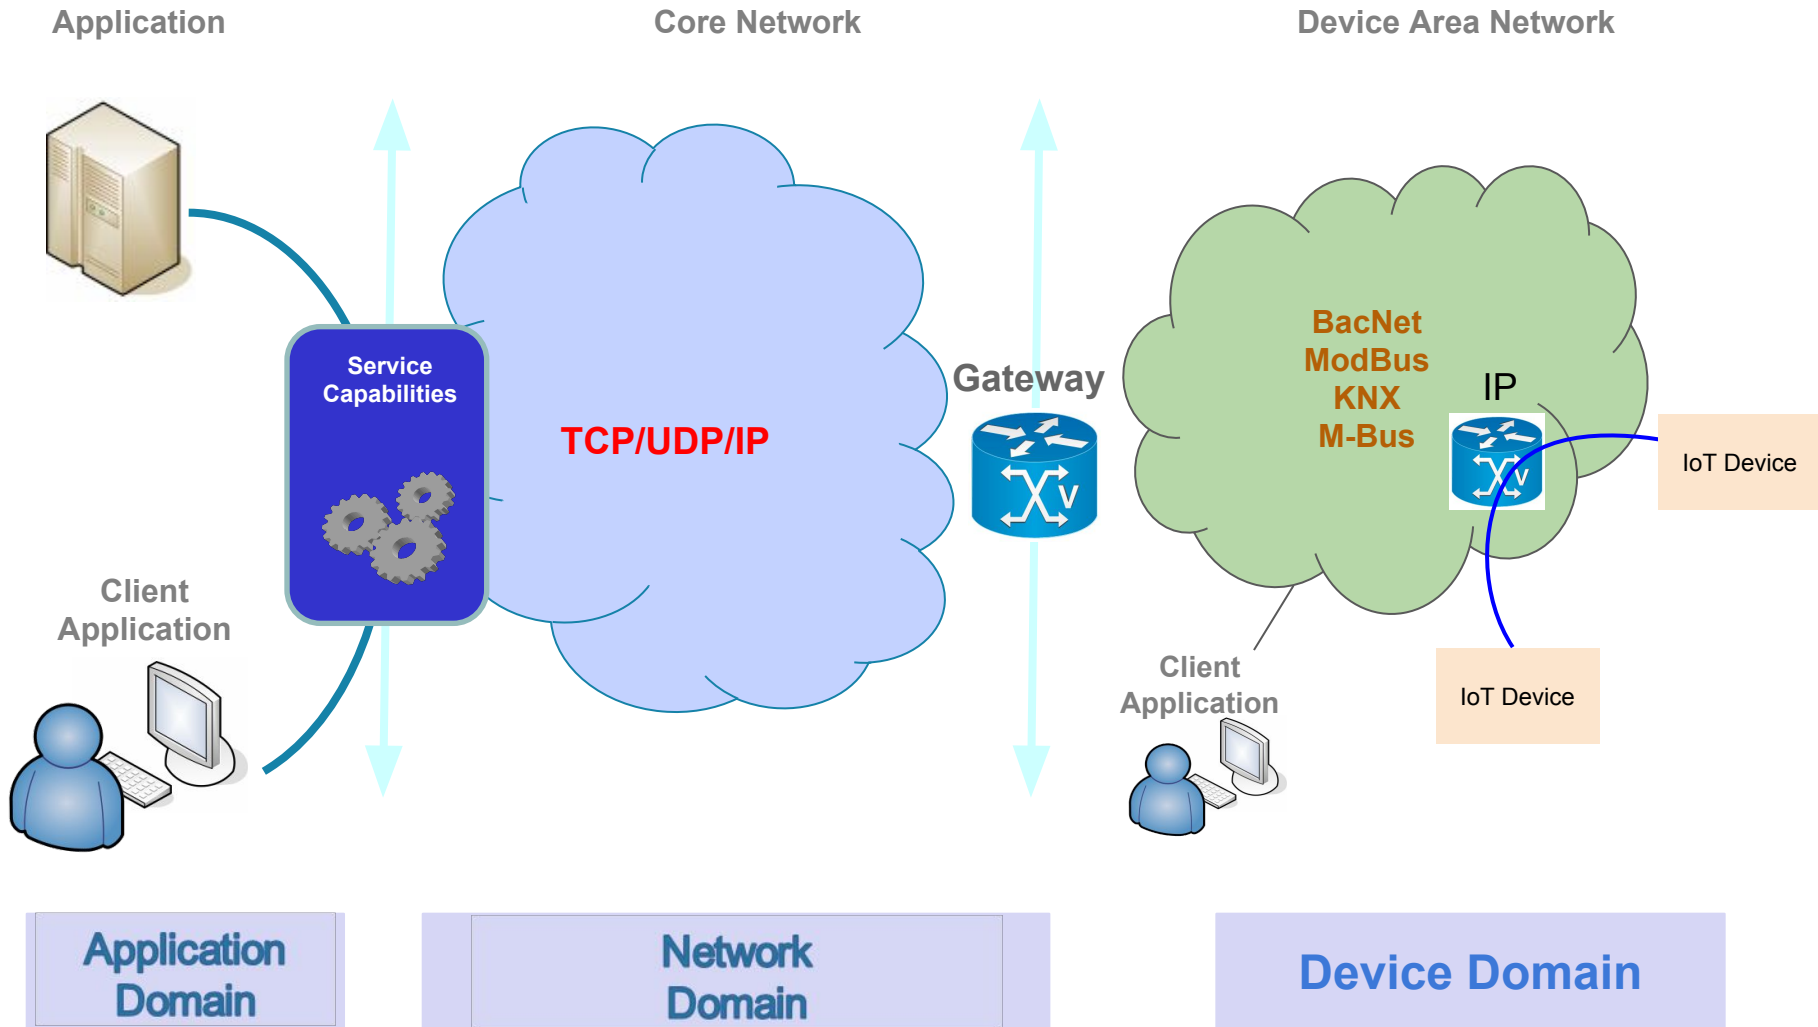 Application
Core Network
Device Area Network
Service
Capabilities
TCP/UDP/IP
Gateway
V
BacNet
ModBus
KNX
M-Bus
IP
V
IoT Device
IoT Device
Client
Application
Client
Application
Application
Domain
Network
Domain
Device Domain